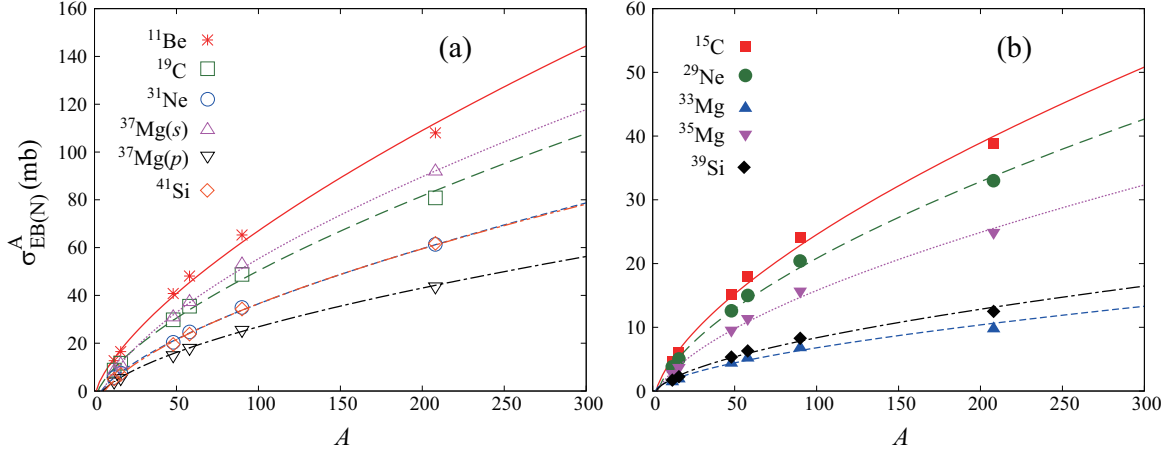 (a)
160
140
120
100
80
60
40
20
0
σ^A_EB(N) (mb)
¹¹Be
¹⁹C
³¹Ne
³⁷Mg(s)
³⁷Mg(p)
⁴¹Si
0 50 100 150 200 250 300
A
(b)
60
50
40
30
20
10
0
¹⁵C
²⁹Ne
³³Mg
³⁵Mg
³⁹Si
0 50 100 150 200 250 300
A